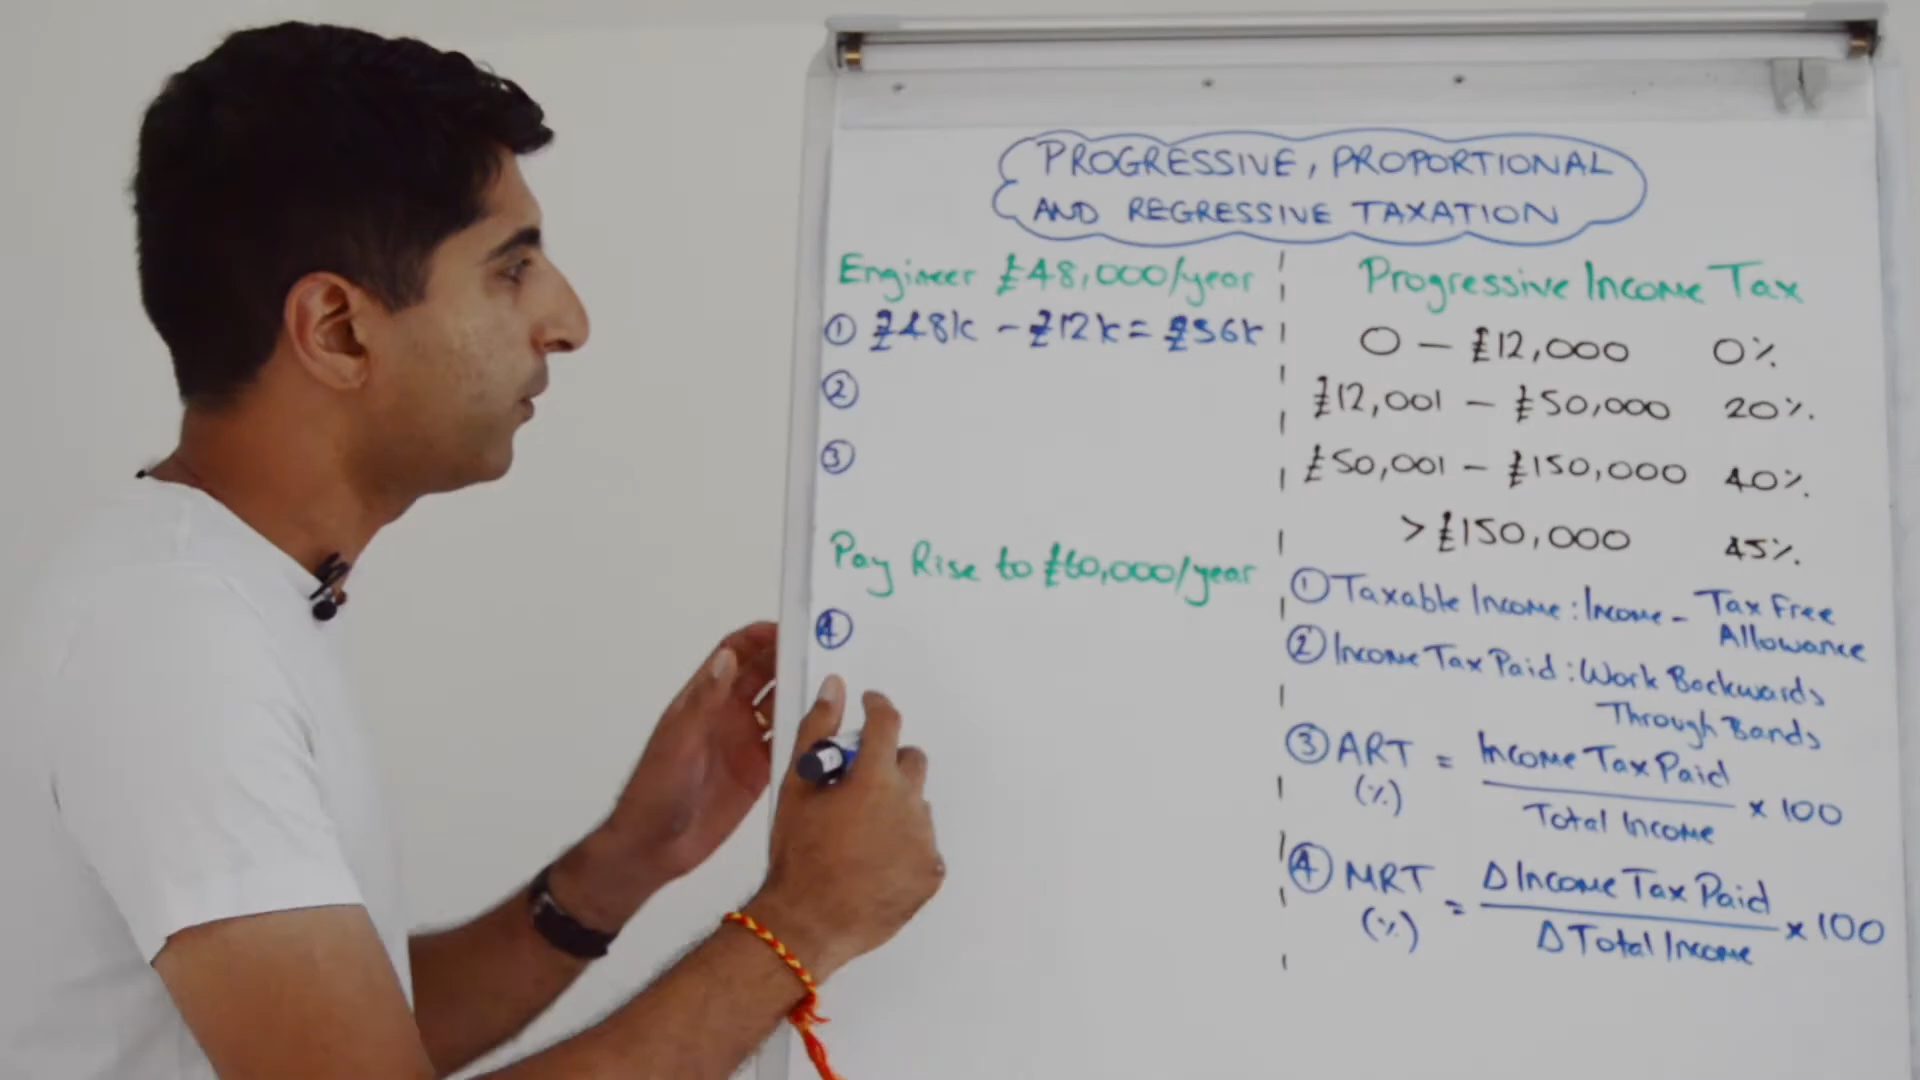 PROGRESSIVE, PROPORTIONAL
AND REGRESSIVE TAXATION
Engineer £48,000/year
① £48k - £12k = £36k
②
③
Pay Rise to £60,000/year
④
Progressive Income Tax
0 - £12,000 0%
£12,001 - £50,000 20%
£50,001 - £150,000 40%
> £150,000 45%
① Taxable Income : Income - Tax Free
Allowance
② Income Tax Paid : Work Backwards
Through Bands
③ ART (%) = Income Tax Paid / Total Income × 100
④ MRT (%) = Δ Income Tax Paid / Δ Total Income × 100